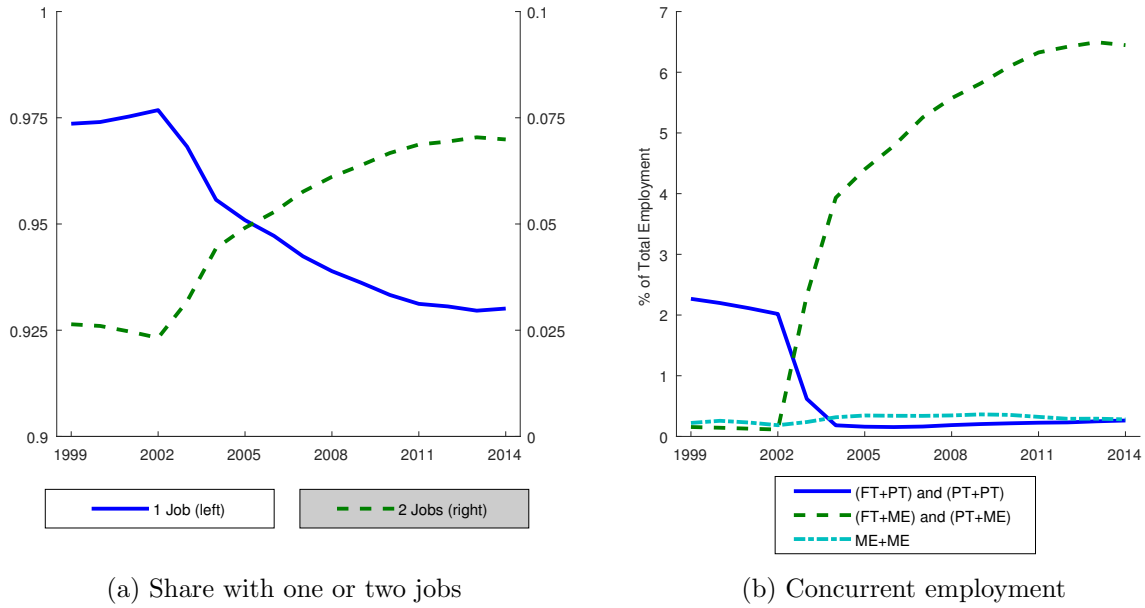 1
0.975
0.95
0.925
0.9
0.1
0.075
0.05
0.025
0
1999 2002 2005 2008 2011 2014
1 Job (left)
2 Jobs (right)
(a) Share with one or two jobs
% of Total Employment
7
6
5
4
3
2
1
0
1999 2002 2005 2008 2011 2014
(FT+PT) and (PT+PT)
(FT+ME) and (PT+ME)
ME+ME
(b) Concurrent employment